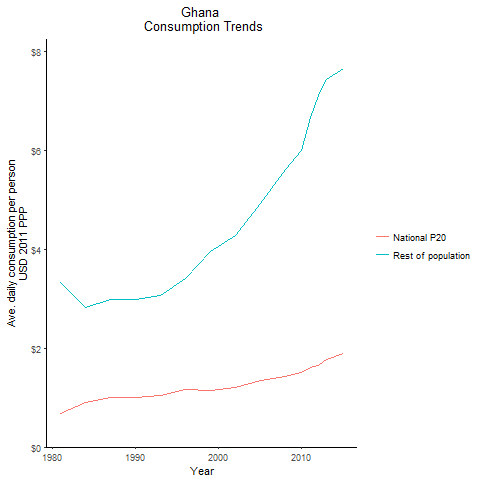 Ghana
Consumption Trends
Ave. daily consumption per person
USD 2011 PPP
$8
$6
$4
$2
$0
1980
1990
2000
2010
Year
National P20
Rest of population